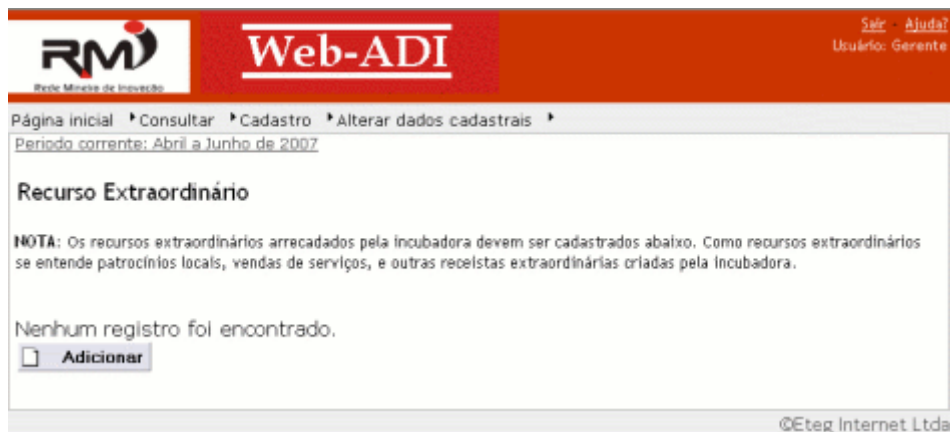 RMI
Rede Mineira de Inovação
Web-ADI
Sair - Ajuda?
Usuário: Gerente
Página inicial Consultar Cadastro Alterar dados cadastrais
Periodo corrente: Abril a Junho de 2007
Recurso Extraordinário
NOTA: Os recursos extraordinários arrecadados pela incubadora devem ser cadastrados abaixo. Como recursos extraordinários
se entende patrocínios locais, vendas de serviços, e outras receistas extraordinárias criadas pela incubadora.
Nenhum registro foi encontrado.
Adicionar
©Eteg Internet Ltda